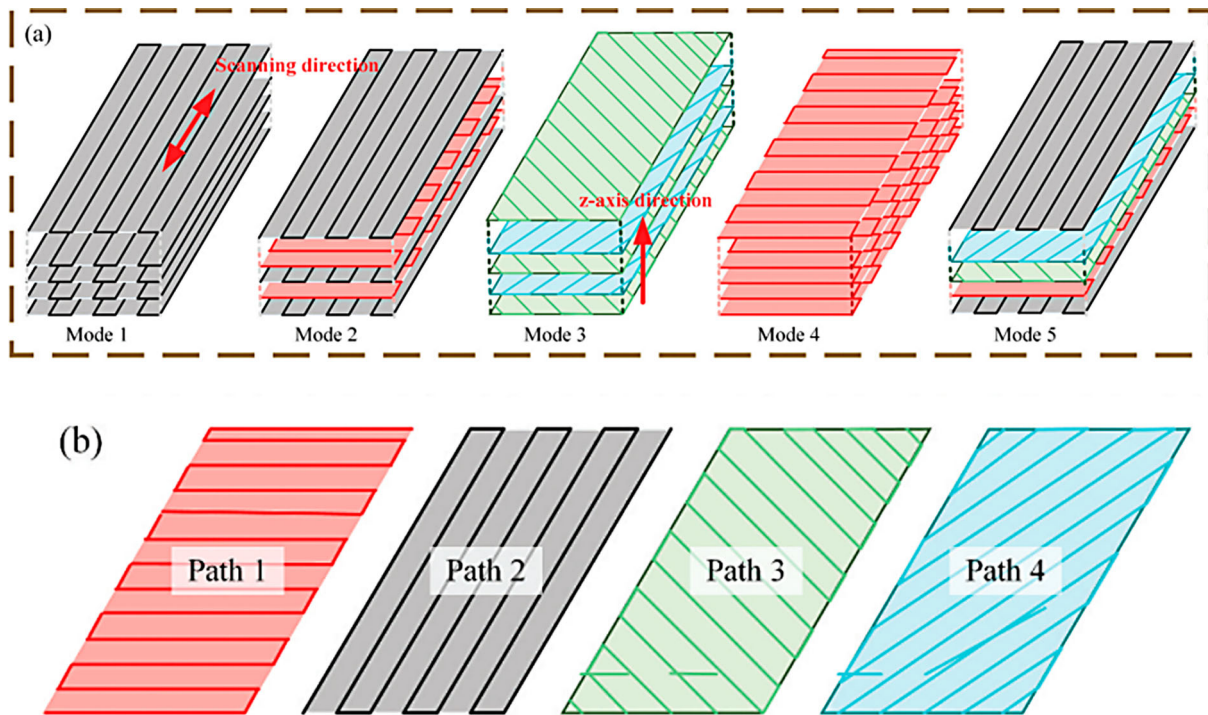 (a)
Scanning direction
z-axis direction
Mode 1
Mode 2
Mode 3
Mode 4
Mode 5
(b)
Path 1
Path 2
Path 3
Path 4